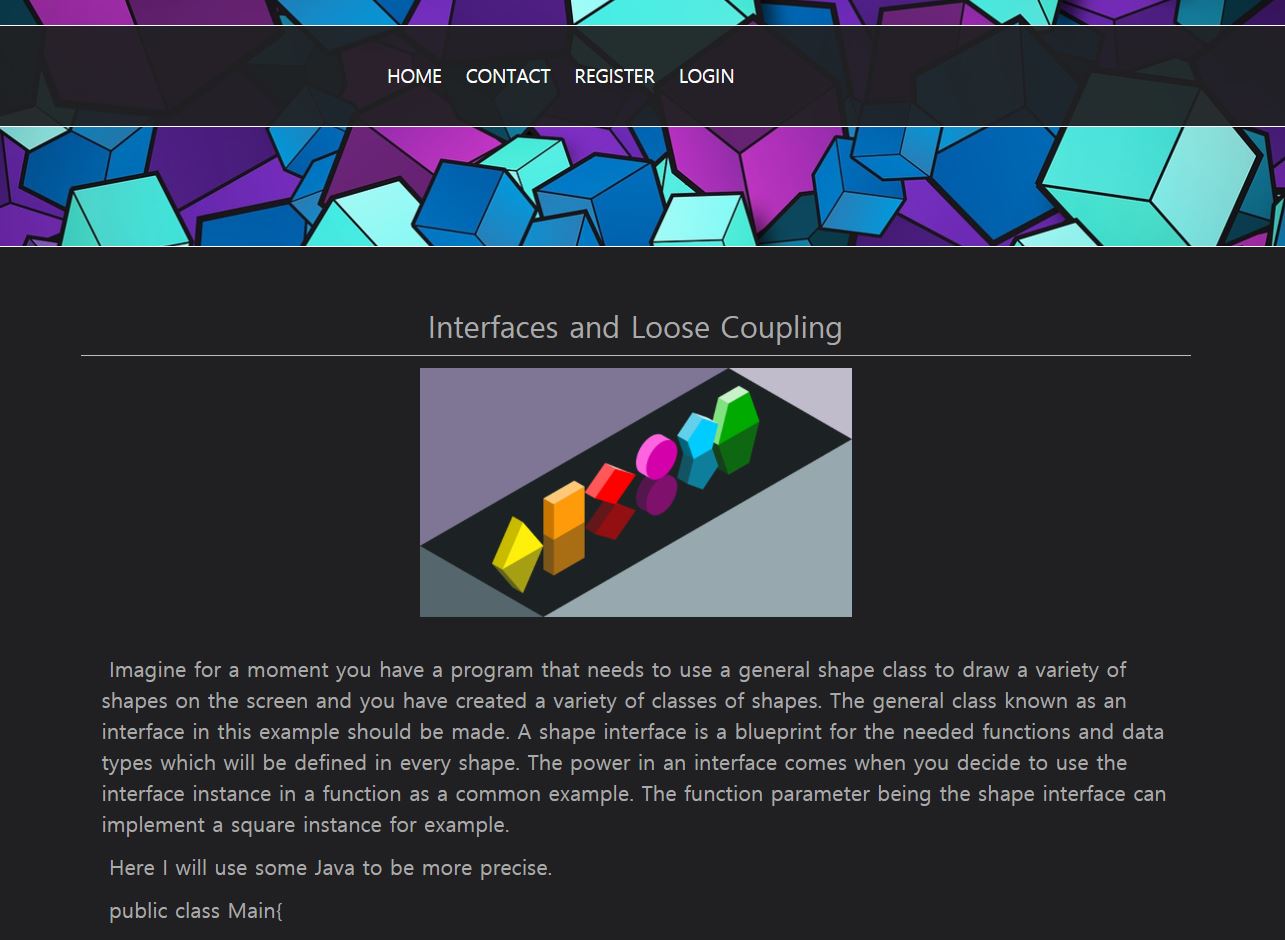 HOME CONTACT REGISTER LOGIN
Interfaces and Loose Coupling
Imagine for a moment you have a program that needs to use a general shape class to draw a variety of
shapes on the screen and you have created a variety of classes of shapes. The general class known as an
interface in this example should be made. A shape interface is a blueprint for the needed functions and data
types which will be defined in every shape. The power in an interface comes when you decide to use the
interface instance in a function as a common example. The function parameter being the shape interface can
implement a square instance for example.
Here I will use some Java to be more precise.
public class Main{